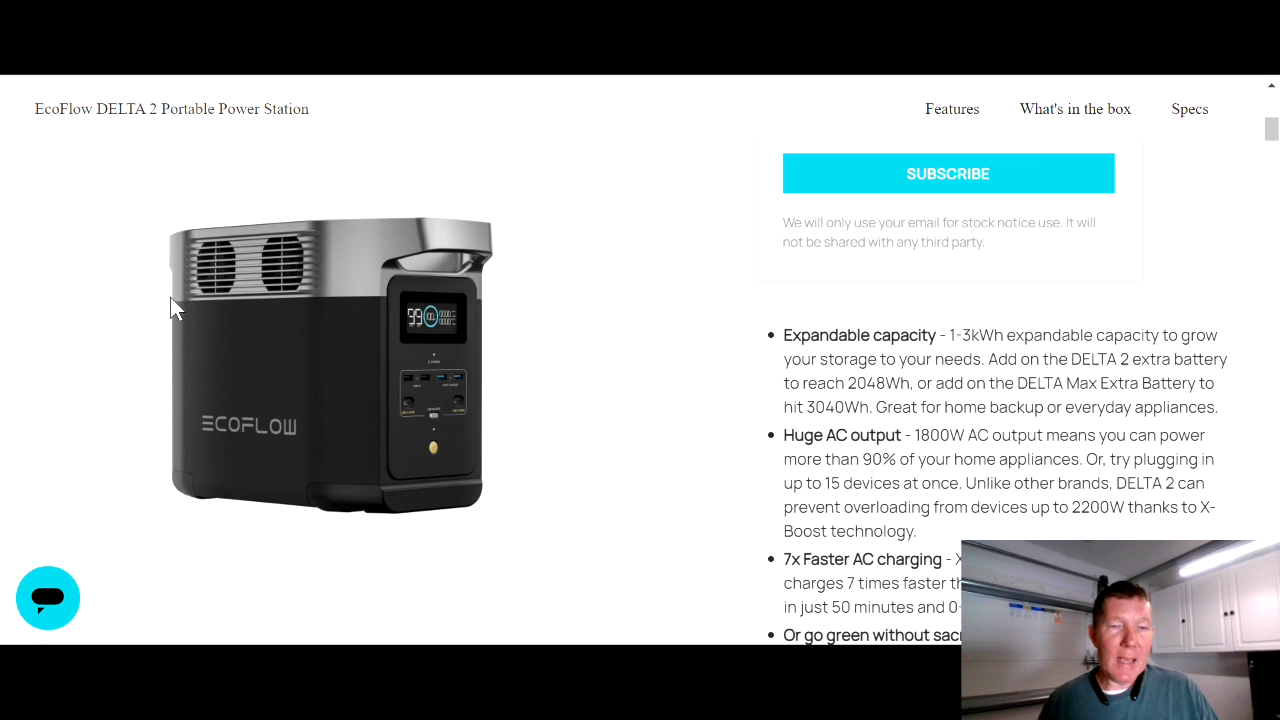 EcoFlow DELTA 2 Portable Power Station
Features
What's in the box
Specs
SUBSCRIBE
We will only use your email for stock notice use. It will
not be shared with any third party.
Expandable capacity - 1-3kWh expandable capacity to grow
your storage to your needs. Add on the DELTA 2 extra battery
to reach 2048Wh, or add on the DELTA Max Extra Battery to
hit 3040Wh. Great for home backup or everyday appliances.
Huge AC output - 1800W AC output means you can power
more than 90% of your home appliances. Or, try plugging in
up to 15 devices at once. Unlike other brands, DELTA 2 can
prevent overloading from devices up to 2200W thanks to X-
Boost technology.
7x Faster AC charging - X
charges 7 times faster th
in just 50 minutes and 0-
Or go green without sac
ECOFLOW
99